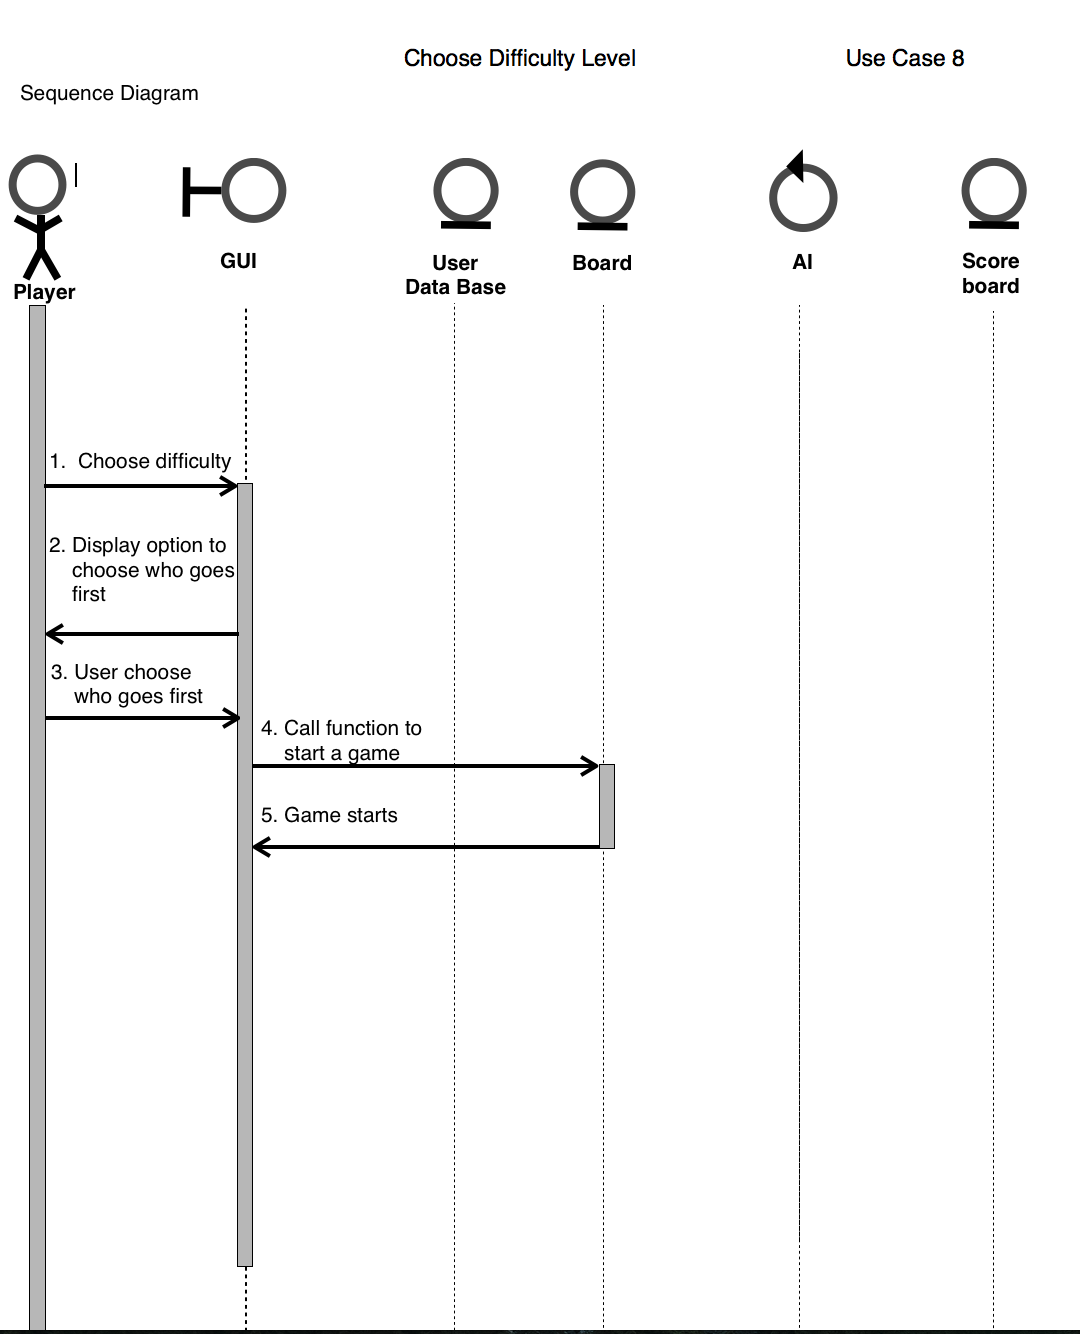 Choose Difficulty Level
Use Case 8
Sequence Diagram
Player
GUI
User
Data Base
Board
AI
Score
board
1. Choose difficulty
2. Display option to
choose who goes
first
3. User choose
who goes first
4. Call function to
start a game
5. Game starts